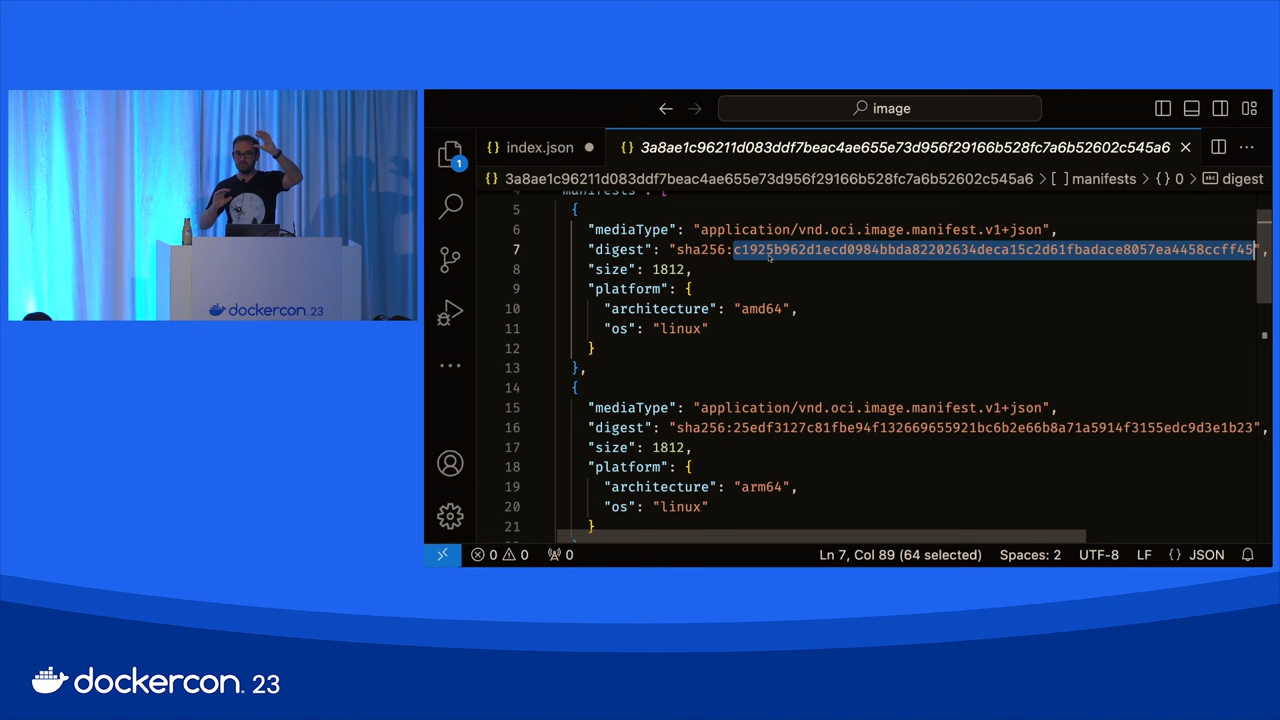 dockercon 23
image
index.json
3a8ae1c96211d083ddf7beac4ae655e73d956f29166b528fc7a6b52602c545a6
3a8ae1c96211d083ddf7beac4ae655e73d956f29166b528fc7a6b52602c545a6 > [ ] manifests > { } 0 > digest
4 "manifests": [
5 {
6 "mediaType": "application/vnd.oci.image.manifest.v1+json",
7 "digest": "sha256:c1925b962d1ecd0984bbda82202634deca15c2d61fbadace8057ea4458ccff45",
8 "size": 1812,
9 "platform": {
10 "architecture": "amd64",
11 "os": "linux"
12 }
13 },
14 {
15 "mediaType": "application/vnd.oci.image.manifest.v1+json",
16 "digest": "sha256:25edf3127c81fbe94f132669655921bc6b2e66b8a71a5914f3155edc9d3e1b23",
17 "size": 1812,
18 "platform": {
19 "architecture": "arm64",
20 "os": "linux"
21 }
1
0 0 0 Ln 7, Col 89 (64 selected) Spaces: 2 UTF-8 LF { } JSON
dockercon. 23